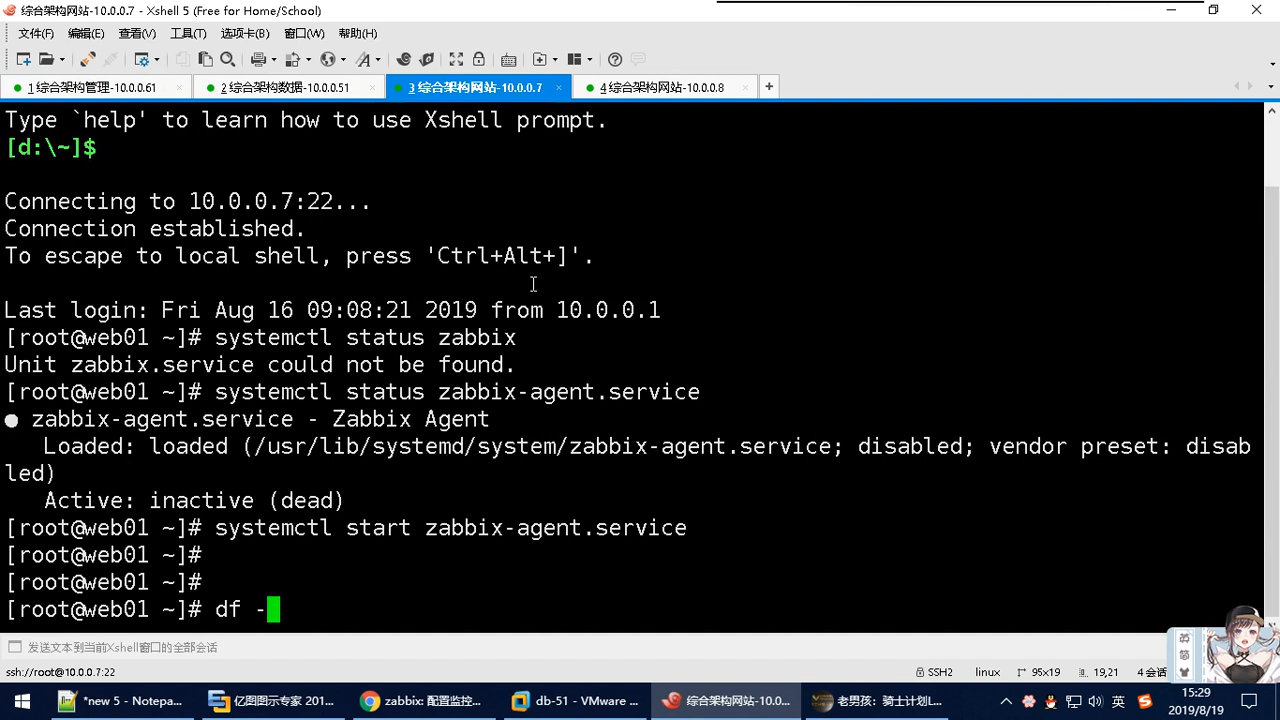 综合架构网站-10.0.0.7 - Xshell 5 (Free for Home/School)
文件(F) 编辑(E) 查看(V) 工具(T) 选项卡(B) 窗口(W) 帮助(H)
1 综合架构管理-10.0.0.61 2 综合架构数据-10.0.0.51 3 综合架构网站-10.0.0.7 4 综合架构网站-10.0.0.8
Type `help' to learn how to use Xshell prompt.
[d:\~]$
Connecting to 10.0.0.7:22...
Connection established.
To escape to local shell, press 'Ctrl+Alt+]'.
Last login: Fri Aug 16 09:08:21 2019 from 10.0.0.1
[root@web01 ~]# systemctl status zabbix
Unit zabbix.service could not be found.
[root@web01 ~]# systemctl status zabbix-agent.service
● zabbix-agent.service - Zabbix Agent
Loaded: loaded (/usr/lib/systemd/system/zabbix-agent.service; disabled; vendor preset: disab
led)
Active: inactive (dead)
[root@web01 ~]# systemctl start zabbix-agent.service
[root@web01 ~]#
[root@web01 ~]#
[root@web01 ~]# df -
发送文本到当前Xshell窗口的全部会话
ssh://root@10.0.0.7:22 SSH2 linux 95x19 19,21 4 会话
英
简
*new 5 - Notepa... 亿图图示专家 201... zabbix: 配置监控... db-51 - VMware ... 综合架构网站-10.0... 老男孩：骑士计划L... 英 15:29
2019/8/19